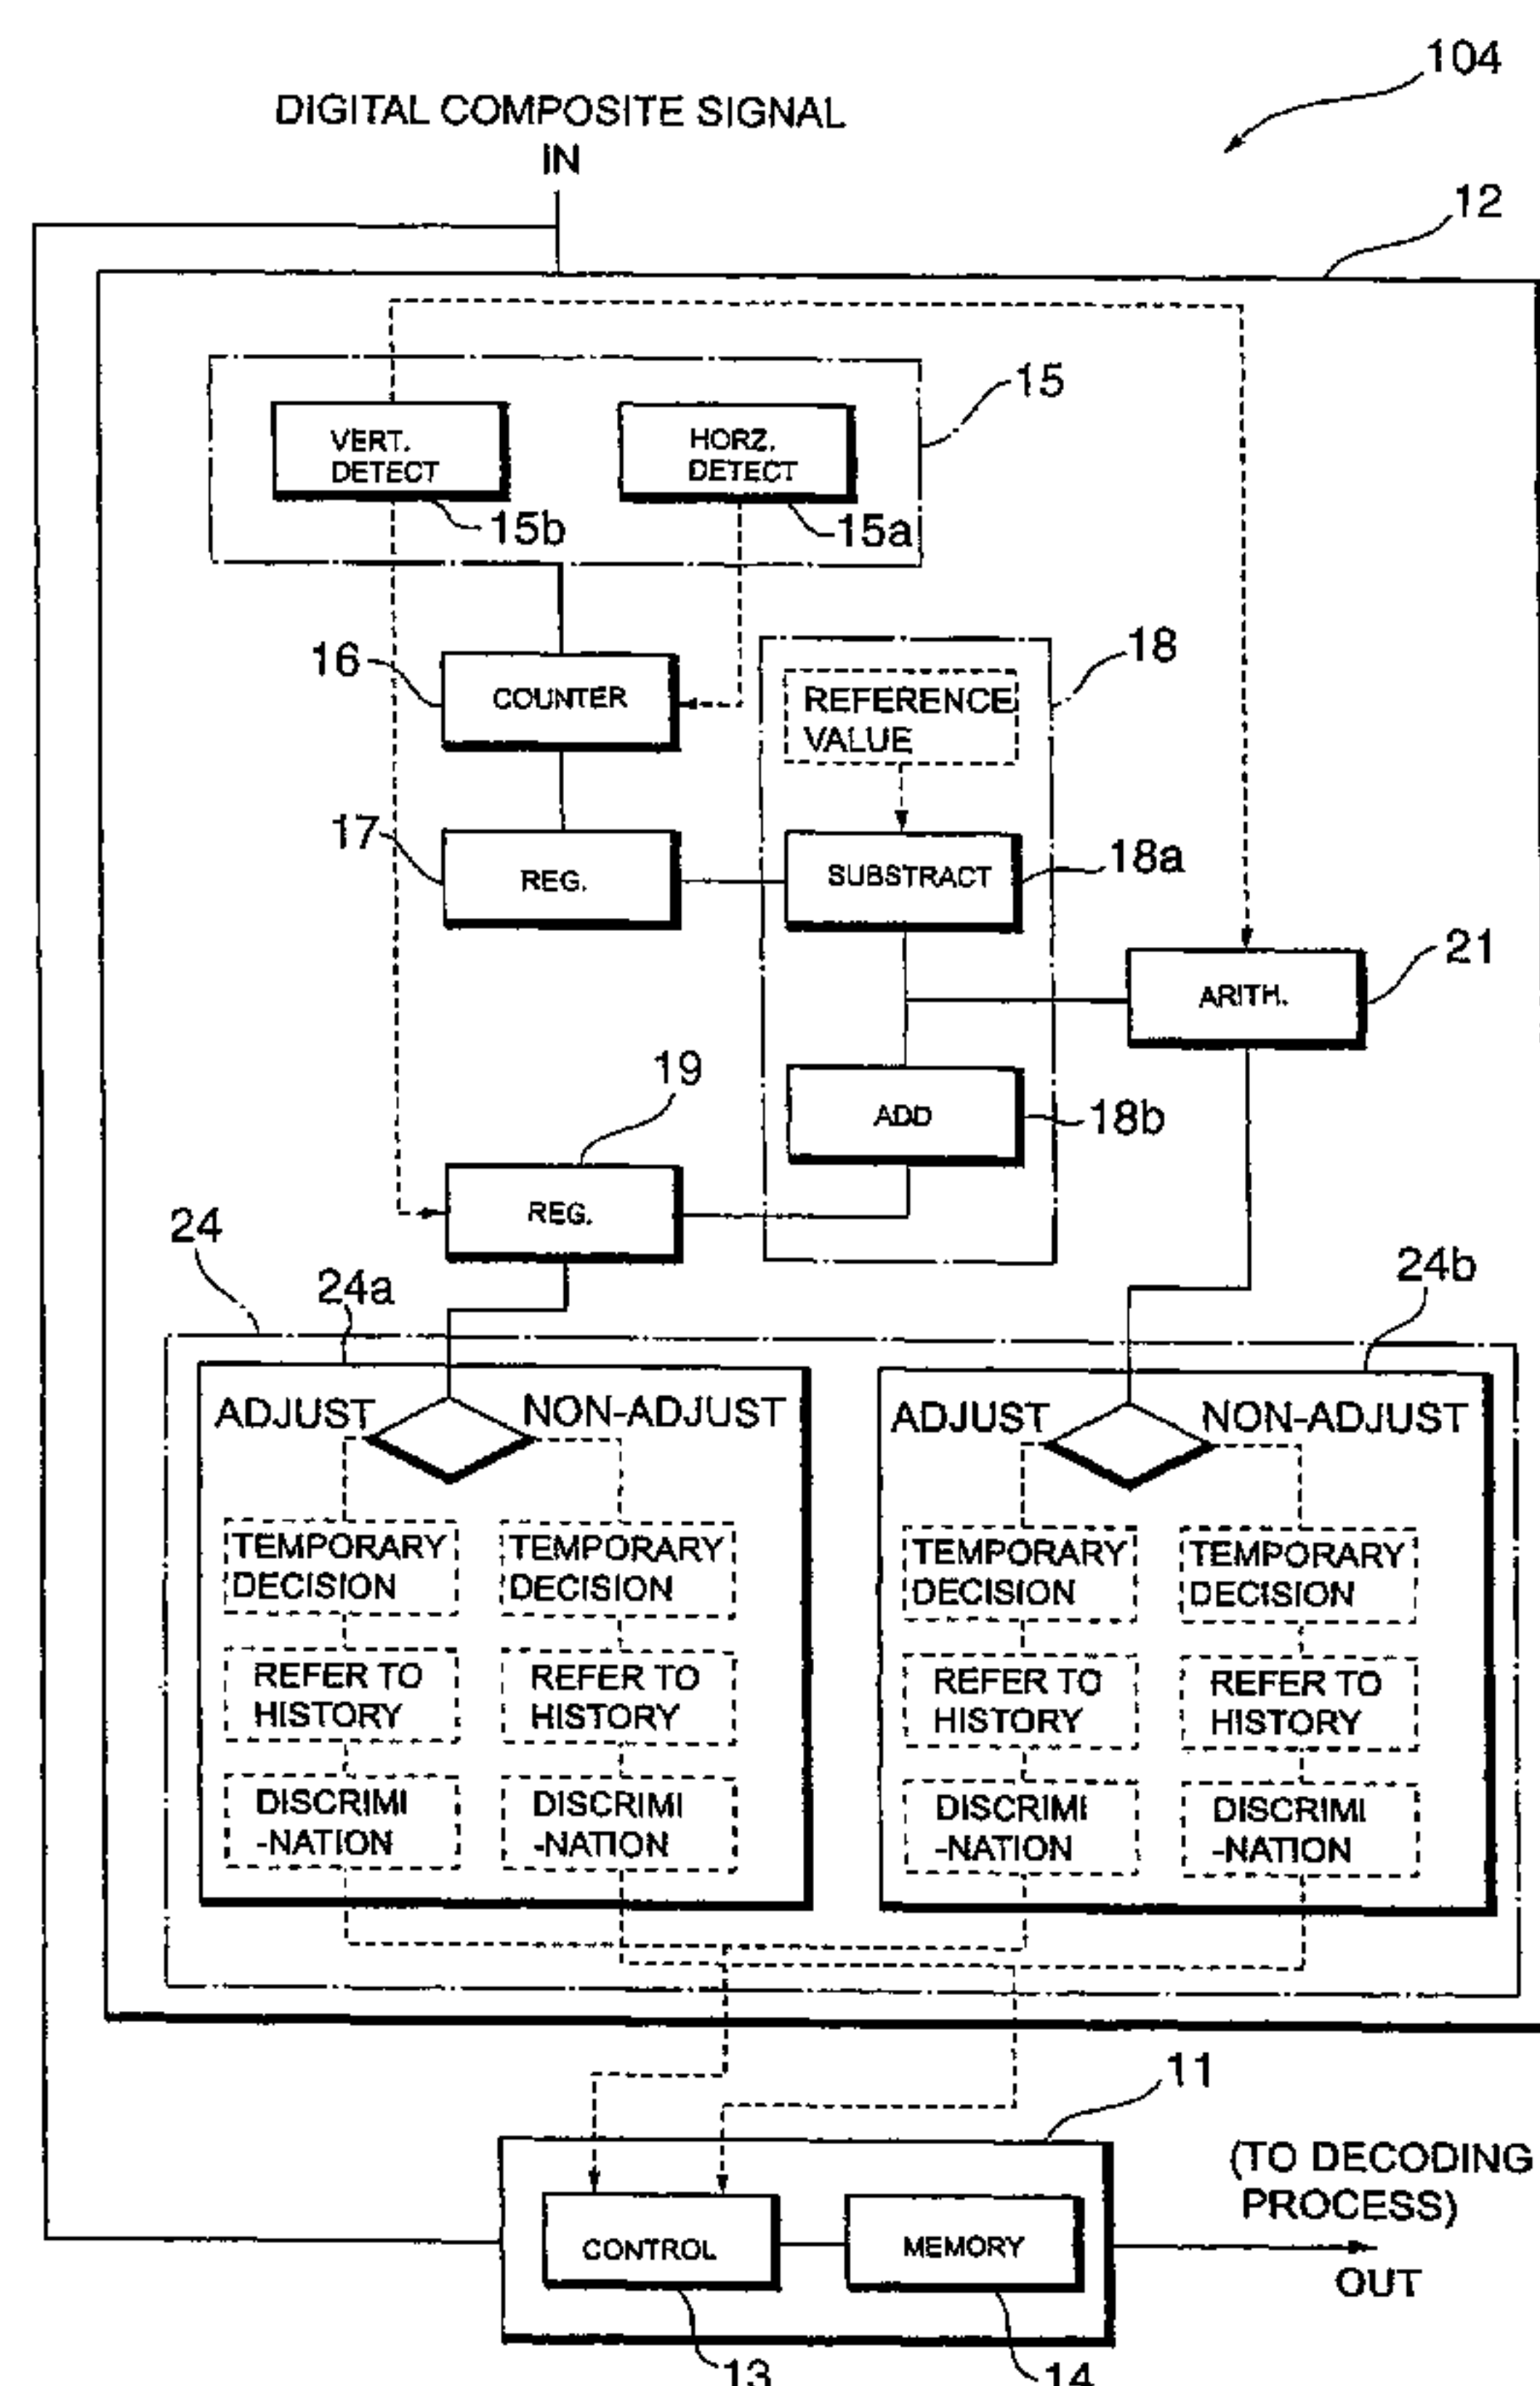 104
DIGITAL COMPOSITE SIGNAL
IN
12
15
VERT.
DETECT
HORZ.
DETECT
15b
15a
16
COUNTER
18
REFERENCE
VALUE
17
REG.
SUBSTRACT
18a
21
ARITH.
19
ADD
18b
REG.
24
24a
24b
ADJUST
NON-ADJUST
ADJUST
NON-ADJUST
TEMPORARY
DECISION
TEMPORARY
DECISION
TEMPORARY
DECISION
TEMPORARY
DECISION
REFER TO
HISTORY
REFER TO
HISTORY
REFER TO
HISTORY
REFER TO
HISTORY
DISCRIMI
-NATION
DISCRIMI
-NATION
DISCRIMI
-NATION
DISCRIMI
-NATION
11
(TO DECODING
PROCESS)
CONTROL
MEMORY
OUT
13
14